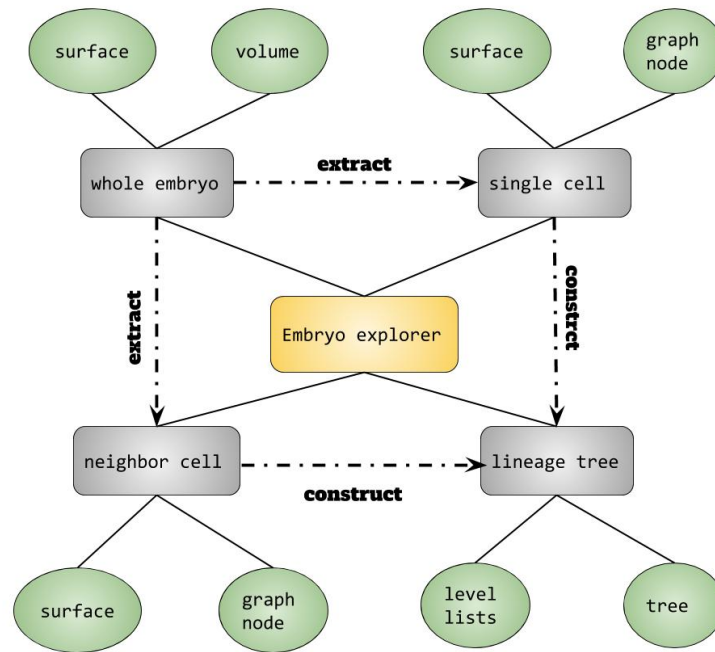 surface
volume
surface
graph
node
whole embryo
extract
single cell
extract
constrct
Embryo explorer
neighbor cell
construct
lineage tree
surface
graph
node
level
lists
tree